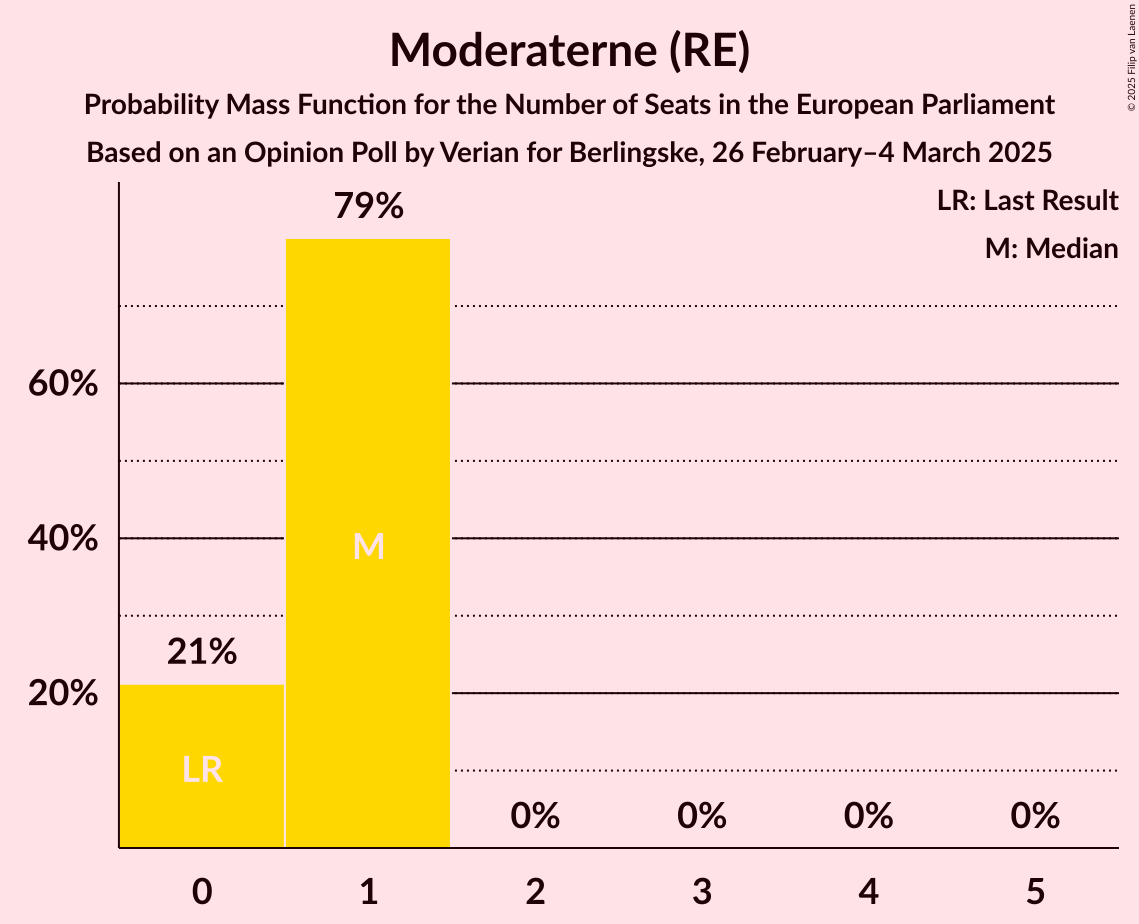 Moderaterne (RE)
Probability Mass Function for the Number of Seats in the European Parliament
Based on an Opinion Poll by Verian for Berlingske, 26 February–4 March 2025
© 2025 Filip van Laenen
LR: Last Result
M: Median
79%
60%
M
40%
21%
20%
LR
0%
0%
0%
0%
0
1
2
3
4
5